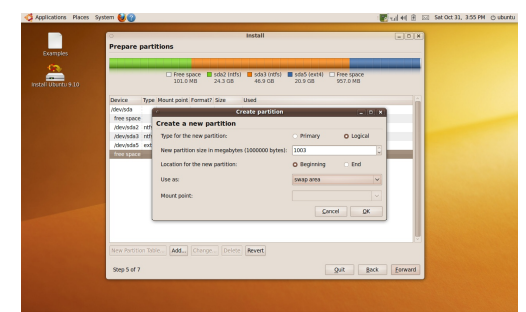 Applications Places System
Sat Oct 31, 3:55 PM ubuntu
Examples
Install Ubuntu 9.10
Install
Prepare partitions
Free space sda2 (ntfs) sda3 (ntfs) sda5 (ext4) Free space
101.0 MB 24.3 GB 46.9 GB 20.9 GB 957.0 MB
Device Type Mount point Format? Size Used
/dev/sda
free space
/dev/sda2 ntfs
/dev/sda3 ntfs
/dev/sda5 ext
free space
Create partition
Create a new partition
Type for the new partition: Primary Logical
New partition size in megabytes (1000000 bytes): 1003
Location for the new partition: Beginning End
Use as: swap area
Mount point:
Cancel OK
New Partition Table... Add... Change... Delete Revert
Step 5 of 7
Quit Back Forward